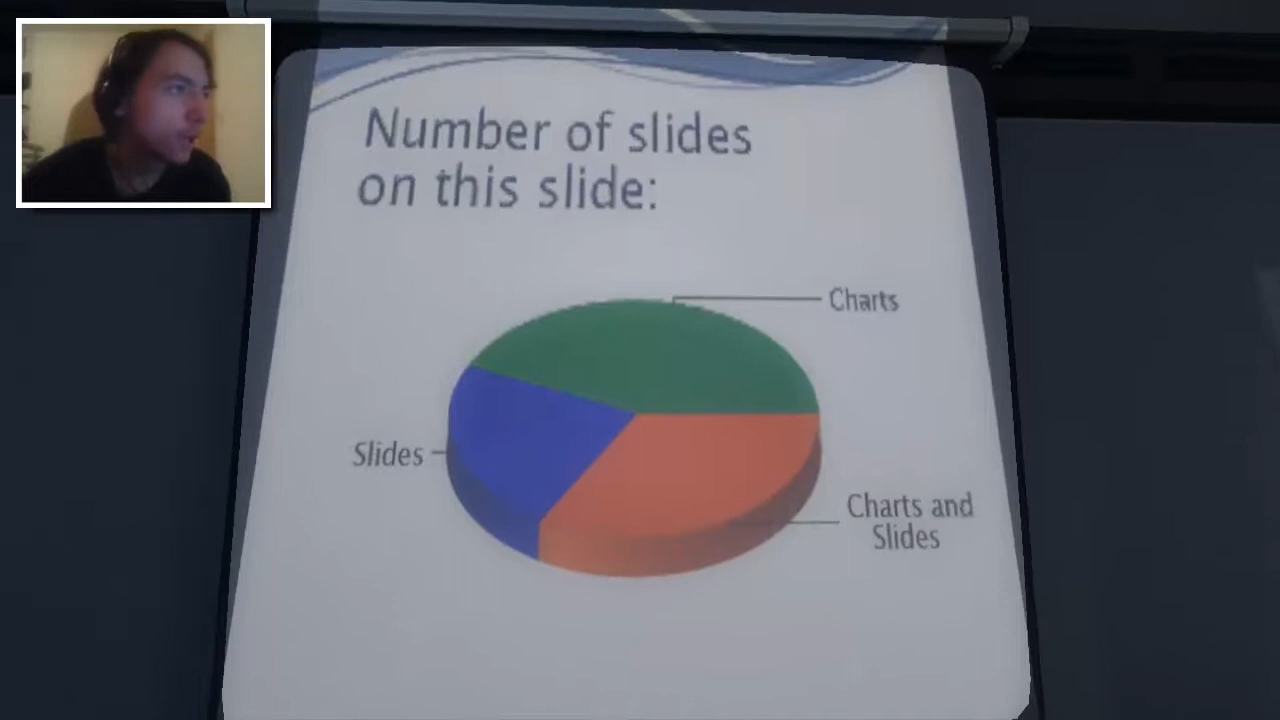 Number of slides
on this slide:
Charts
Slides
Charts and
Slides